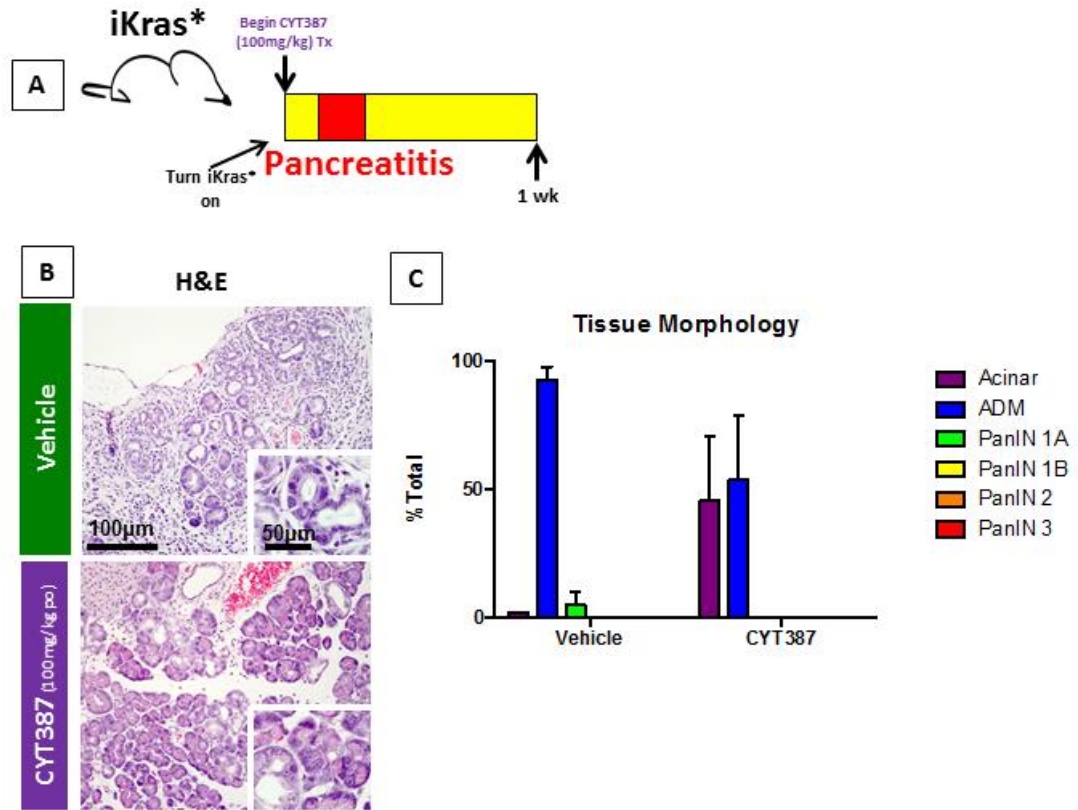 A
iKras*
Begin CYT387
(100mg/kg) Tx
Turn iKras*
on
Pancreatitis
1 wk
B
H&E
Vehicle
100µm
50µm
CYT387 (100mg/kg po)
C
Tissue Morphology
% Total
100
50
0
Vehicle
CYT387
Acinar
ADM
PanIN 1A
PanIN 1B
PanIN 2
PanIN 3